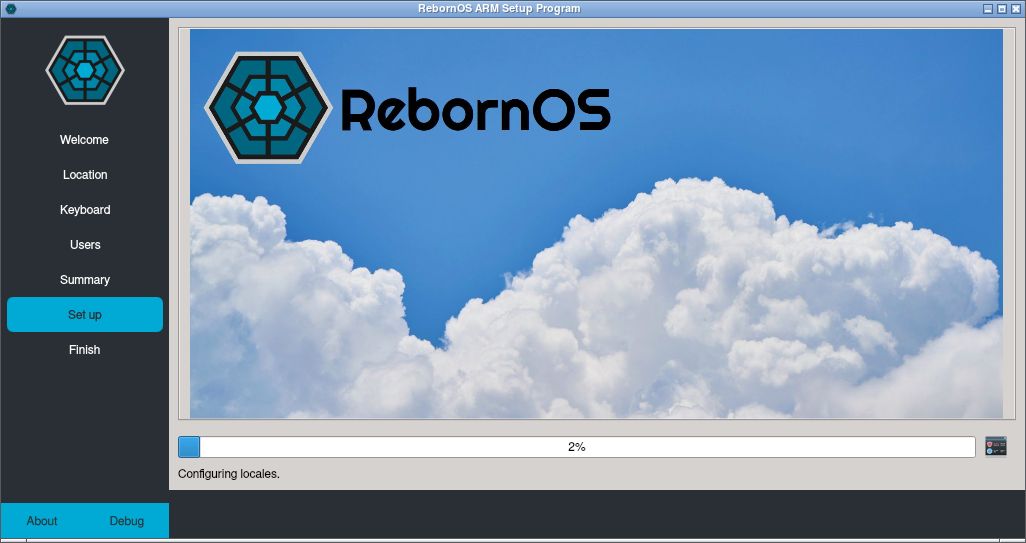 RebornOS ARM Setup Program
RebornOS
Welcome
Location
Keyboard
Users
Summary
Set up
Finish
2%
Configuring locales.
About
Debug